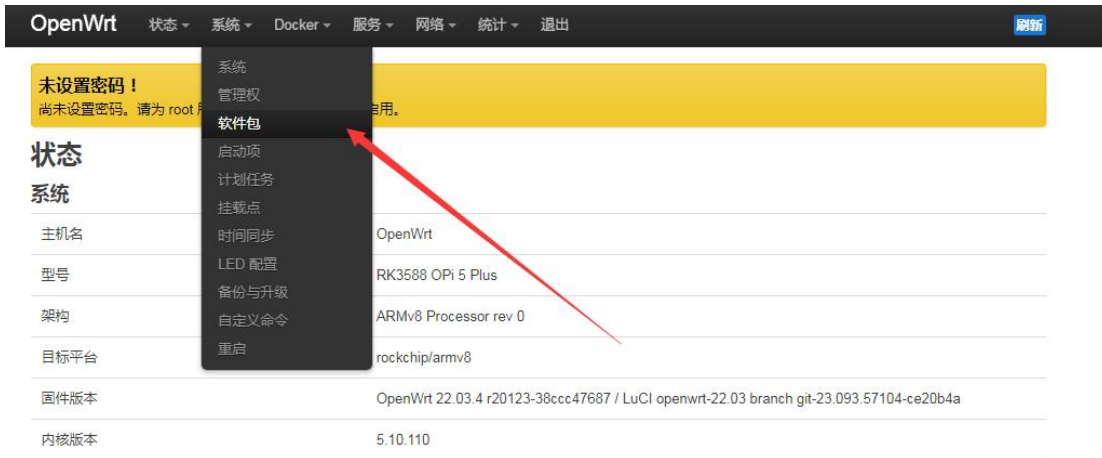 OpenWrt 状态 系统 Docker 服务 网络 统计 退出 刷新
系统
未设置密码！
管理权
尚未设置密码。请为 root 启用。
软件包
启动项
状态
计划任务
系统
挂载点
主机名 时间同步 OpenWrt
LED 配置
型号 RK3588 OPi 5 Plus
备份与升级
架构 自定义命令 ARMv8 Processor rev 0
重启
目标平台 rockchip/armv8
固件版本 OpenWrt 22.03.4 r20123-38ccc47687 / LuCI openwrt-22.03 branch git-23.093.57104-ce20b4a
内核版本 5.10.110